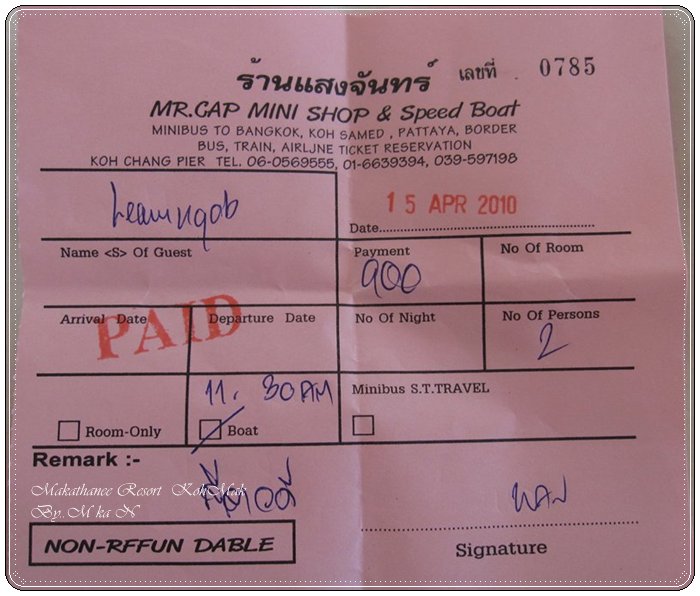 ร้านแสงจันทร์ เลขที่ 0785
MR.CAP MINI SHOP & Speed Boat
MINIBUS TO BANGKOK, KOH SAMED , PATTAYA, BORDER
BUS, TRAIN, AIRLJNE TICKET RESERVATION
KOH CHANG PIER TEL. 06-0569555, 01-6639394, 039-597198
Leamngob
15 APR 2010
Date
Name <S> Of Guest
Payment
900
No Of Room
Arrival Date
PAID
Departure Date
No Of Night
No Of Persons
2
11. 30 AM
Minibus S.T.TRAVEL
Room-Only
Boat
Remark :-
Makathanee Resort KohMak
By..M ka N
NON-RFFUN DABLE
Signature